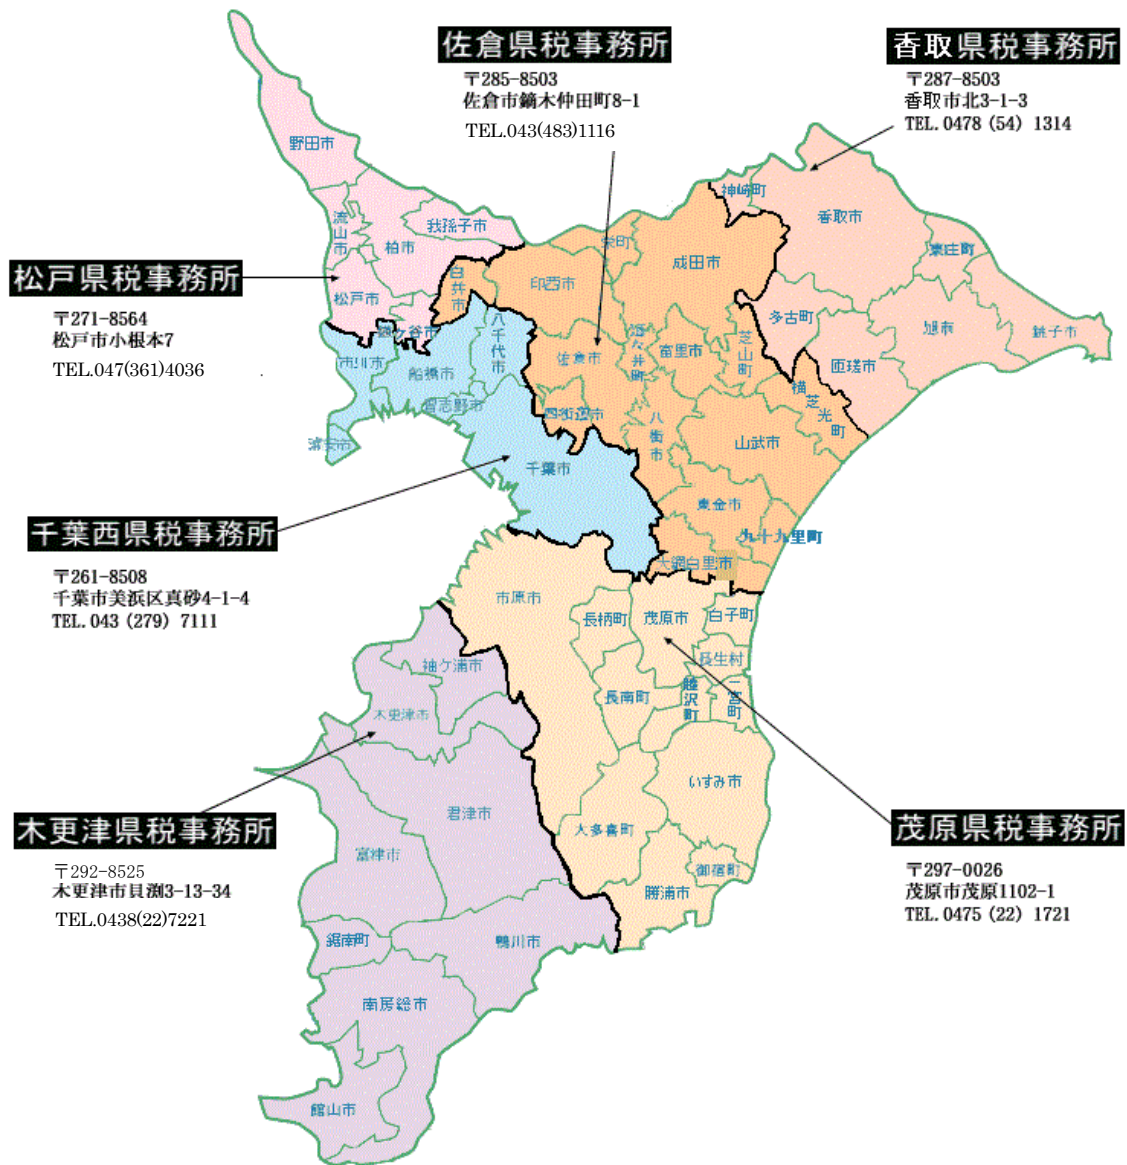 佐倉県税事務所
〒285-8503
佐倉市鏑木仲田町8-1
TEL.043(483)1116
香取県税事務所
〒287-8503
香取市北3-1-3
TEL.0478 (54) 1314
松戸県税事務所
〒271-8564
松戸市小根本7
TEL.047(361)4036
千葉西県税事務所
〒261-8508
千葉市美浜区真砂4-1-4
TEL.043 (279) 7111
木更津県税事務所
〒292-8525
木更津市貝渕3-13-34
TEL.0438(22)7221
茂原県税事務所
〒297-0026
茂原市茂原1102-1
TEL.0475 (22) 1721
野田市
流山市
柏市
我孫子市
松戸市
鎌ケ谷市
白井市
印西市
栄町
成田市
神崎町
香取市
東庄町
多古町
旭市
銚子市
匝瑳市
横芝光町
芝山町
富里市
酒々井町
佐倉市
四街道市
八街市
山武市
東金市
九十九里町
大網白里市
市川市
船橋市
八千代市
習志野市
浦安市
千葉市
市原市
長柄町
茂原市
白子町
長生村
長南町
睦沢町
一宮町
いすみ市
大多喜町
御宿町
勝浦市
袖ケ浦市
木更津市
君津市
富津市
鋸南町
鴨川市
南房総市
館山市